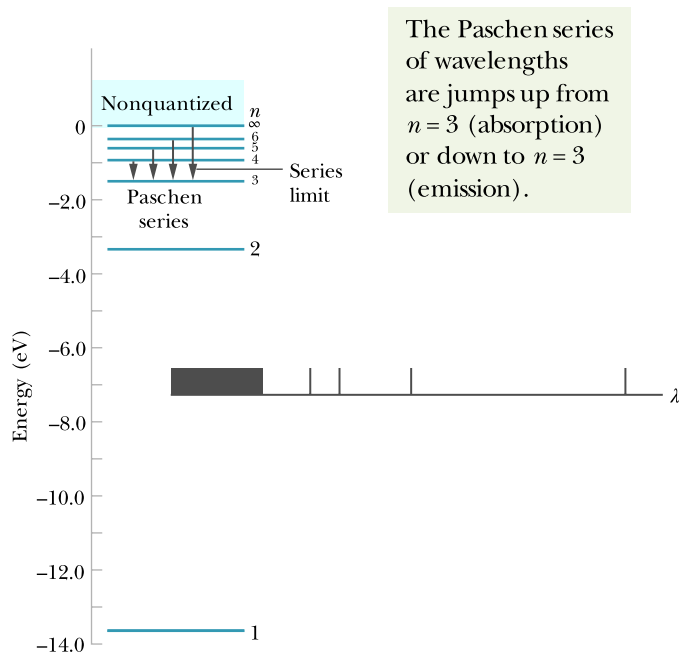 The Paschen series
of wavelengths
are jumps up from
n = 3 (absorption)
or down to n = 3
(emission).
Nonquantized
n
∞
6
5
4
3
Series
limit
Paschen
series
2
1
λ
Energy (eV)
0
–2.0
–4.0
–6.0
–8.0
–10.0
–12.0
–14.0